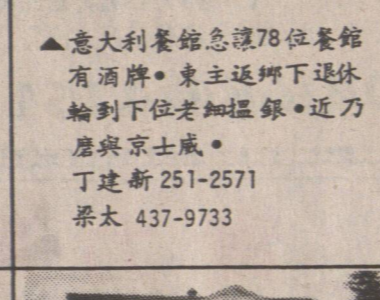 ▲意大利餐館急讓78位餐館
有酒牌•東主返鄉下退休
輪到下位老細搵銀•近乃
磨與京士威•
丁建新 251-2571
梁太 437-9733